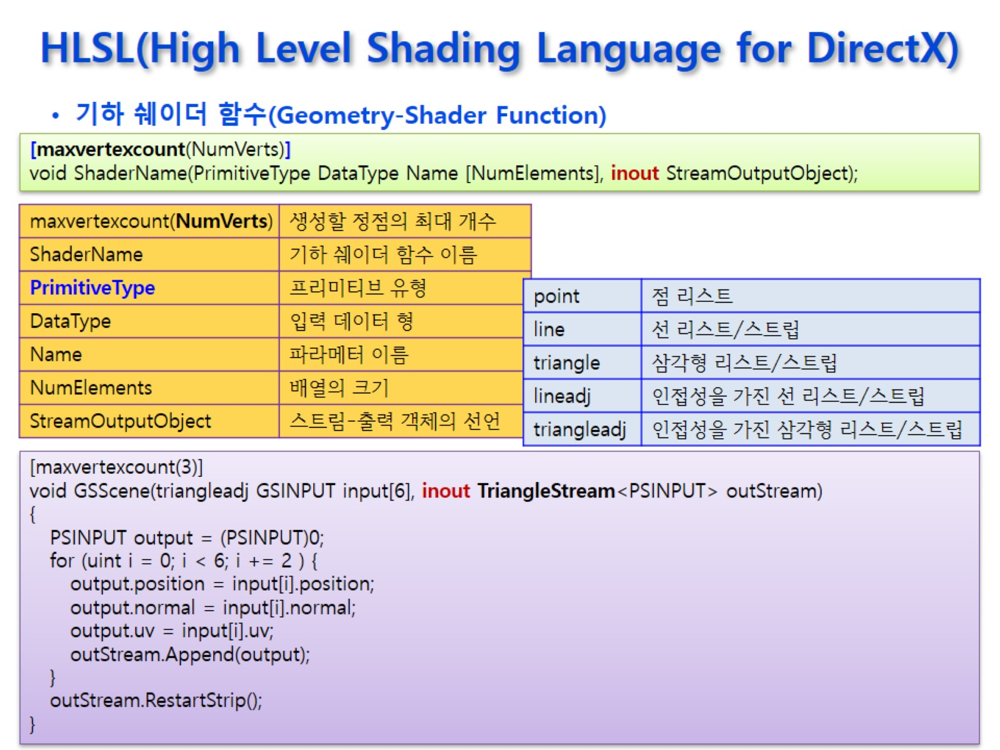 HLSL(High Level Shading Language for DirectX)
• 기하 쉐이더 함수(Geometry-Shader Function)
[maxvertexcount(NumVerts)]
void ShaderName(PrimitiveType DataType Name [NumElements], inout StreamOutputObject);
maxvertexcount(NumVerts) 생성할 정점의 최대 개수
ShaderName 기하 쉐이더 함수 이름
PrimitiveType 프리미티브 유형
DataType 입력 데이터 형
Name 파라메터 이름
NumElements 배열의 크기
StreamOutputObject 스트림-출력 객체의 선언
point 점 리스트
line 선 리스트/스트립
triangle 삼각형 리스트/스트립
lineadj 인접성을 가진 선 리스트/스트립
triangleadj 인접성을 가진 삼각형 리스트/스트립
[maxvertexcount(3)]
void GSScene(triangleadj GSINPUT input[6], inout TriangleStream<PSINPUT> outStream)
{
PSINPUT output = (PSINPUT)0;
for (uint i = 0; i < 6; i += 2 ) {
output.position = input[i].position;
output.normal = input[i].normal;
output.uv = input[i].uv;
outStream.Append(output);
}
outStream.RestartStrip();
}